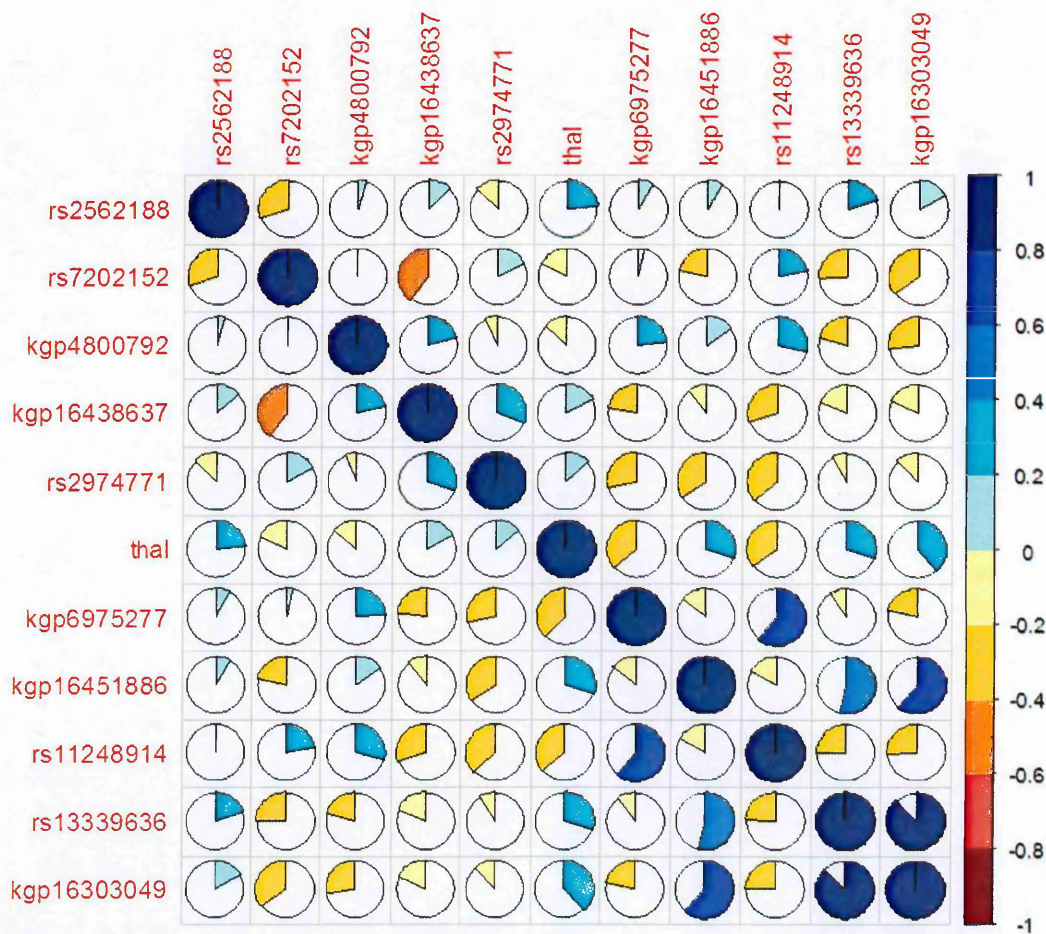 rs2562188
rs7202152
kgp4800792
kgp16438637
rs2974771
thal
kgp6975277
kgp16451886
rs11248914
rs13339636
kgp16303049
rs2562188
rs7202152
kgp4800792
kgp16438637
rs2974771
thal
kgp6975277
kgp16451886
rs11248914
rs13339636
kgp16303049
1
0.8
0.6
0.4
0.2
0
-0.2
-0.4
-0.6
-0.8
-1